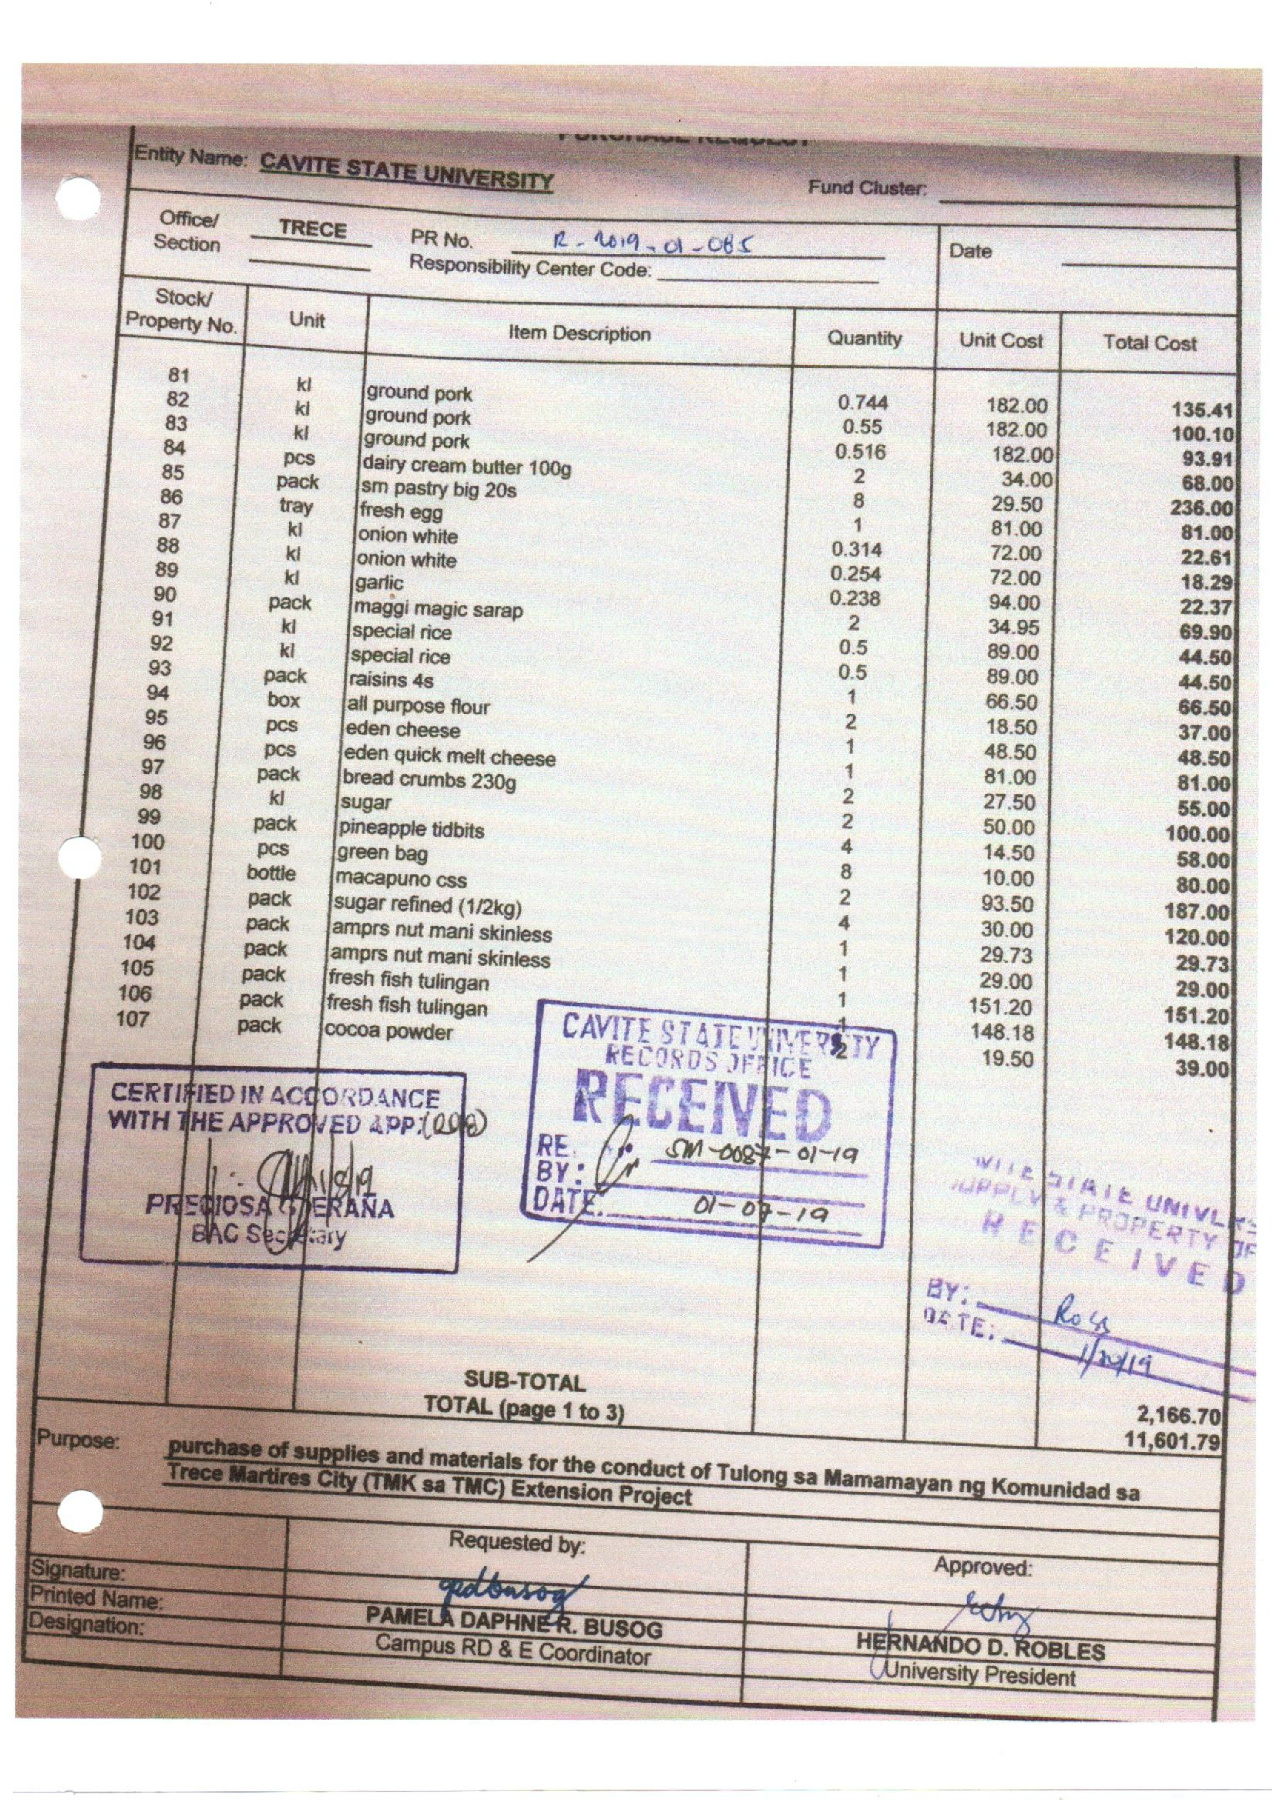 PURCHASE REQUEST
Entity Name: CAVITE STATE UNIVERSITY Fund Cluster:
Office/ Section TRECE PR No. R-2019-01-085 Date
Responsibility Center Code:
Stock/ Property No. Unit Item Description Quantity Unit Cost Total Cost
81 kl ground pork 0.744 182.00 135.41
82 kl ground pork 0.55 182.00 100.10
83 kl ground pork 0.516 182.00 93.91
84 pcs dairy cream butter 100g 2 34.00 68.00
85 pack sm pastry big 20s 8 29.50 236.00
86 tray fresh egg 1 81.00 81.00
87 kl onion white 0.314 72.00 22.61
88 kl onion white 0.254 72.00 18.29
89 kl garlic 0.238 94.00 22.37
90 pack maggi magic sarap 2 34.95 69.90
91 kl special rice 0.5 89.00 44.50
92 kl special rice 0.5 89.00 44.50
93 pack raisins 4s 1 66.50 66.50
94 box all purpose flour 2 18.50 37.00
95 pcs eden cheese 1 48.50 48.50
96 pcs eden quick melt cheese 1 81.00 81.00
97 pack bread crumbs 230g 2 27.50 55.00
98 kl sugar 2 50.00 100.00
99 pack pineapple tidbits 4 14.50 58.00
100 pcs green bag 8 10.00 80.00
101 bottle macapuno css 2 93.50 187.00
102 pack sugar refined (1/2kg) 4 30.00 120.00
103 pack amprs nut mani skinless 1 29.73 29.73
104 pack amprs nut mani skinless 1 29.00 29.00
105 pack fresh fish tulingan 1 151.20 151.20
106 pack fresh fish tulingan 1 148.18 148.18
107 pack cocoa powder 2 19.50 39.00
CERTIFIED IN ACCORDANCE
WITH THE APPROVED APP.
PRECIOSA DERAÑA
BAC Secretary
CAVITE STATE UNIVERSITY
RECORDS OFFICE
RECEIVED
RE SM-0087-01-19
BY:
DATE. 01-07-19
STATE UNIVERS
SUPPLY & PROPERTY OF
RECEIVED
BY: Ross
DATE:
SUB-TOTAL 2,166.70
TOTAL (page 1 to 3) 11,601.79
Purpose: purchase of supplies and materials for the conduct of Tulong sa Mamamayan ng Komunidad sa
Trece Martires City (TMK sa TMC) Extension Project
Requested by: Approved:
Signature:
Printed Name: PAMELA DAPHNE R. BUSOG HERNANDO D. ROBLES
Designation: Campus RD & E Coordinator University President